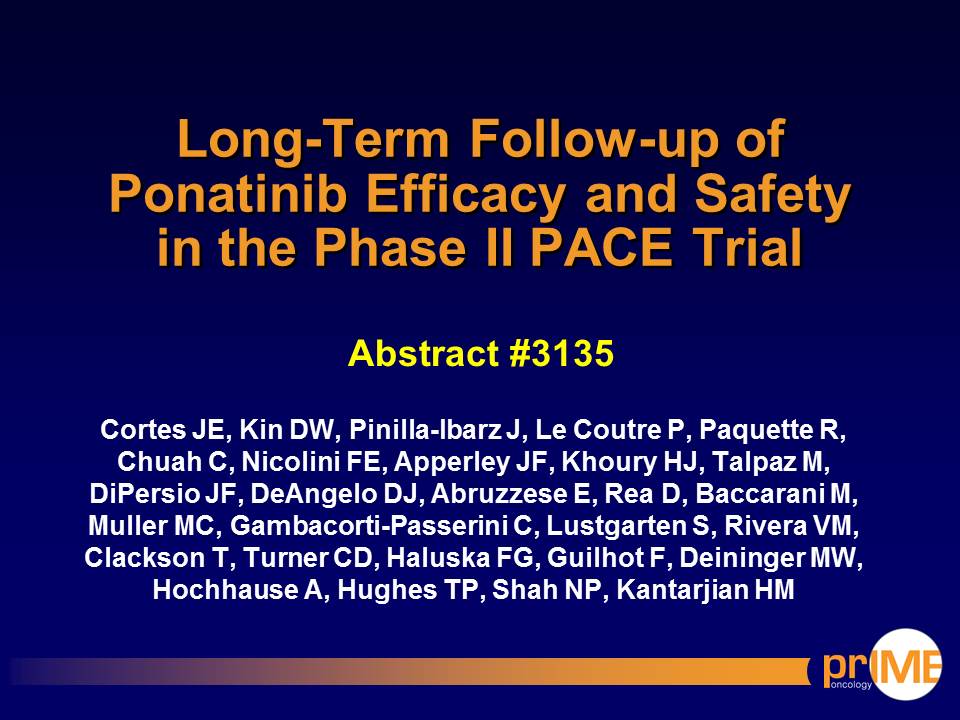 Long-Term Follow-up of
Ponatinib Efficacy and Safety
in the Phase II PACE Trial
Abstract #3135
Cortes JE, Kin DW, Pinilla-Ibarz J, Le Coutre P, Paquette R,
Chuah C, Nicolini FE, Apperley JF, Khoury HJ, Talpaz M,
DiPersio JF, DeAngelo DJ, Abruzzese E, Rea D, Baccarani M,
Muller MC, Gambacorti-Passerini C, Lustgarten S, Rivera VM,
Clackson T, Turner CD, Haluska FG, Guilhot F, Deininger MW,
Hochhause A, Hughes TP, Shah NP, Kantarjian HM
prIME
oncology